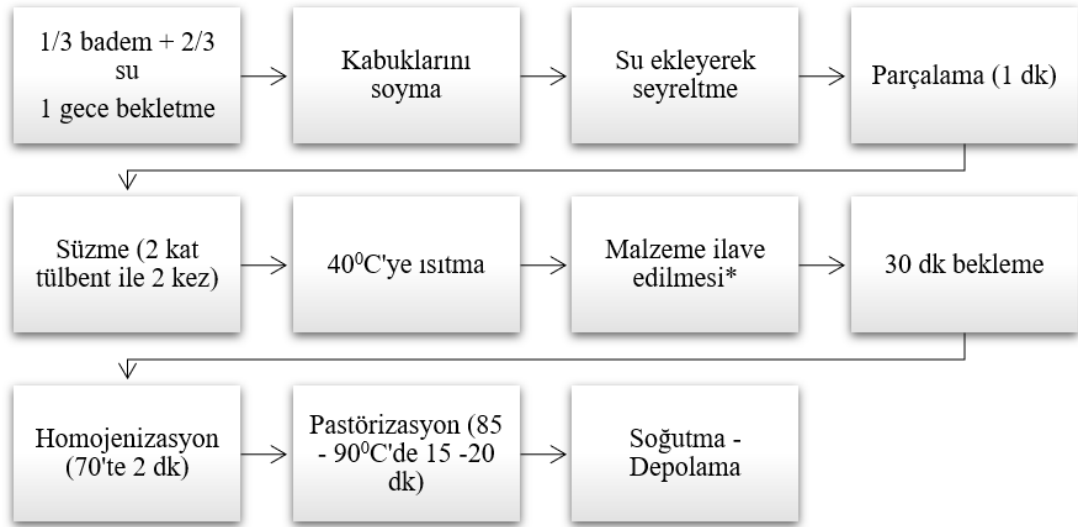 1/3 badem + 2/3
su
1 gece bekletme
Kabuklarını
soyma
Su ekleyerek
seyreltme
Parçalama (1 dk)
Süzme (2 kat
tülbent ile 2 kez)
40⁰C'ye ısıtma
Malzeme ilave
edilmesi*
30 dk bekleme
Homojenizasyon
(70'te 2 dk)
Pastörizasyon (85
- 90⁰C'de 15 -20
dk)
Soğutma -
Depolama